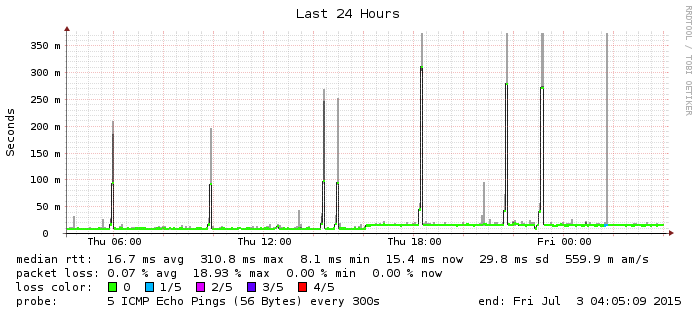 Last 24 Hours
RRDTOOL / TOBI OETIKER
Seconds
350 m
300 m
250 m
200 m
150 m
100 m
50 m
0
Thu 06:00 Thu 12:00 Thu 18:00 Fri 00:00
median rtt: 16.7 ms avg 310.8 ms max 8.1 ms min 15.4 ms now 29.8 ms sd 559.9 m am/s
packet loss: 0.07 % avg 18.93 % max 0.00 % min 0.00 % now
loss color: 0 1/5 2/5 3/5 4/5
probe: 5 ICMP Echo Pings (56 Bytes) every 300s end: Fri Jul 3 04:05:09 2015